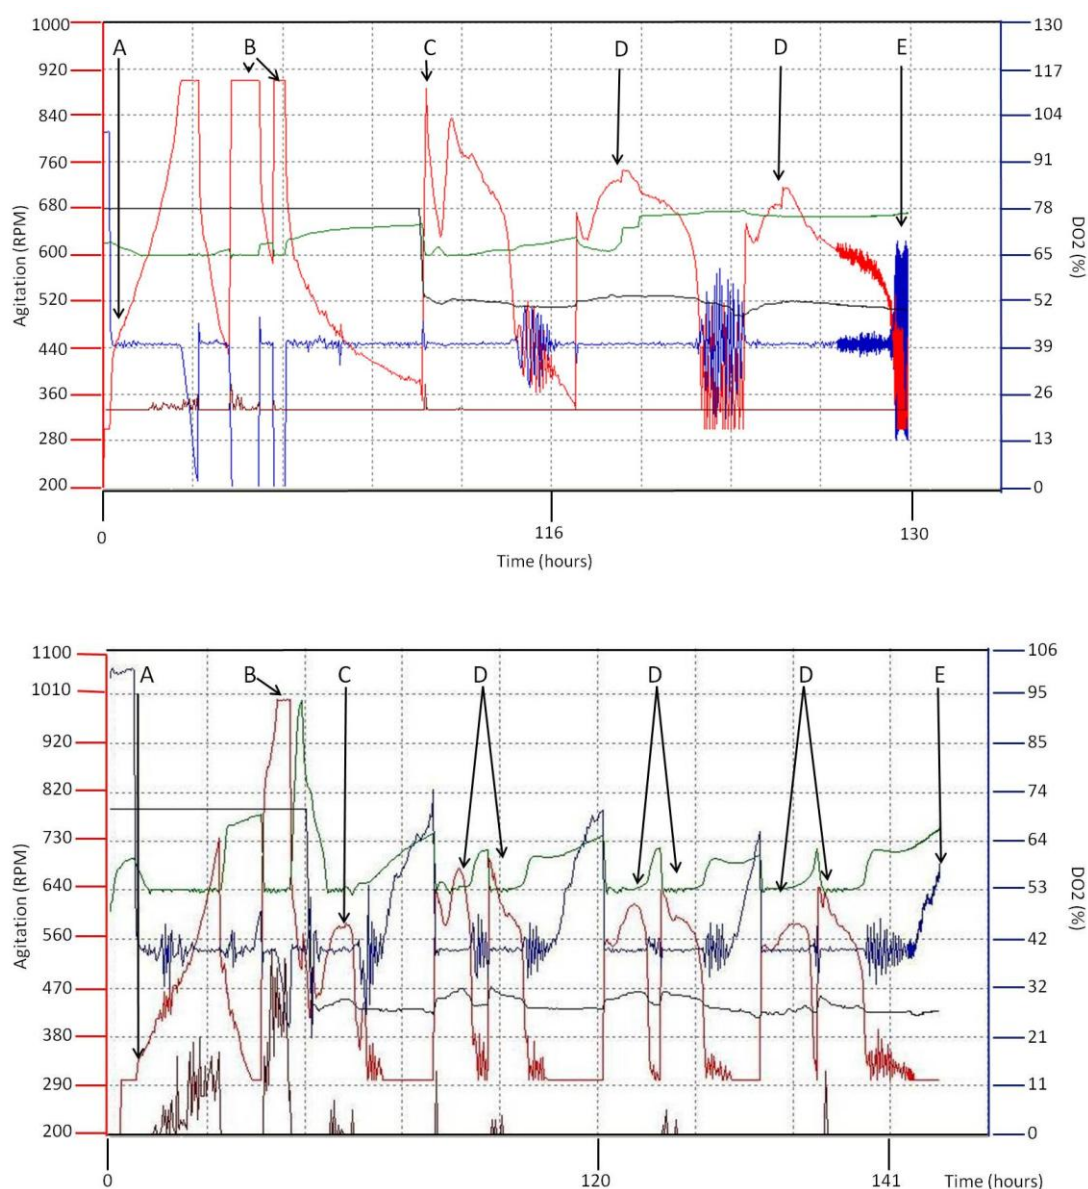 1000
920
840
760
680
600
520
440
360
280
200
Agitation (RPM)
A
B
C
D
D
E
130
117
104
91
78
65
52
39
26
13
0
DO2 (%)
0
116
130
Time (hours)
1100
1010
920
820
730
640
560
470
380
290
200
Agitation (RPM)
A
B
C
D
D
D
E
106
95
85
74
64
53
42
32
21
11
0
DO2 (%)
0
120
141
Time (hours)